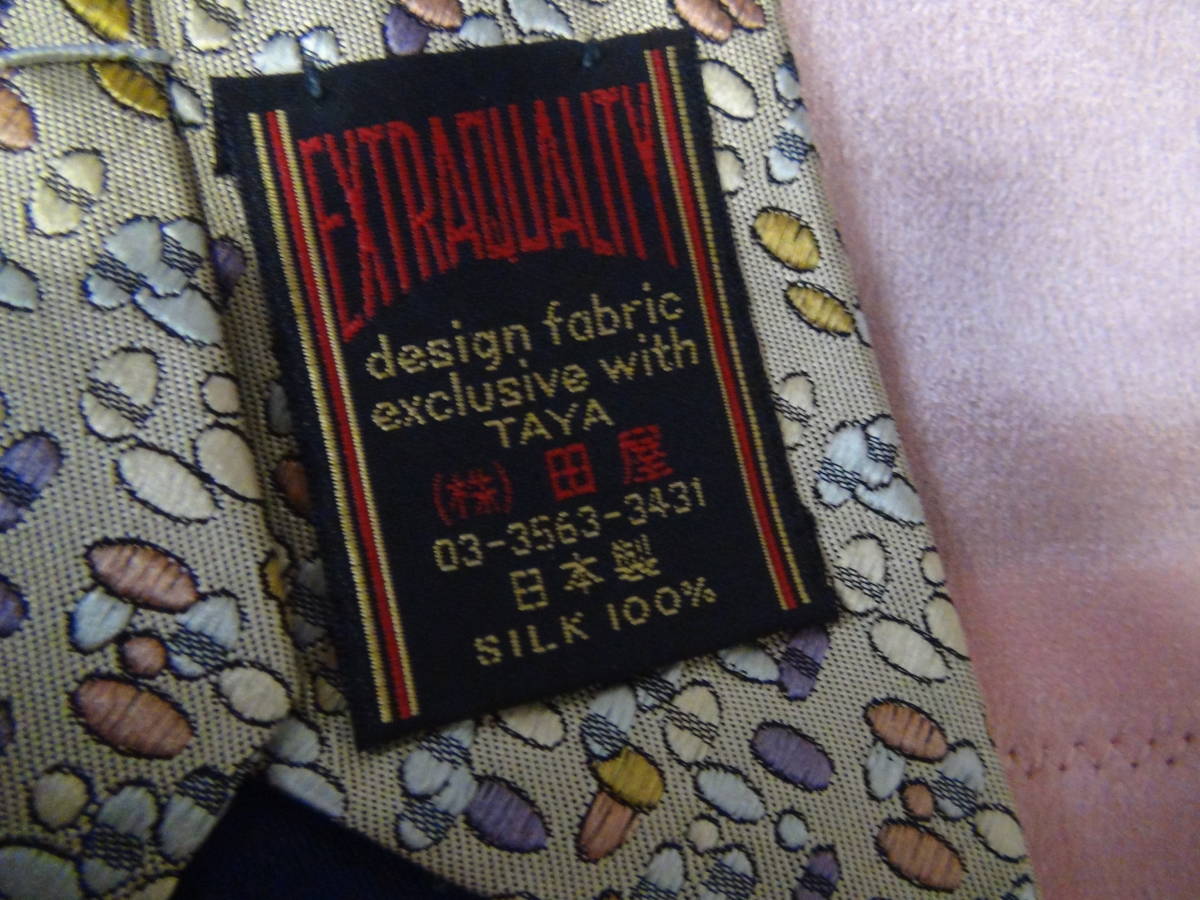 EXTRAQUALITY
design fabric
exclusive with
TAYA
(株) 田屋
03-3563-3431
日本製
SILK 100%